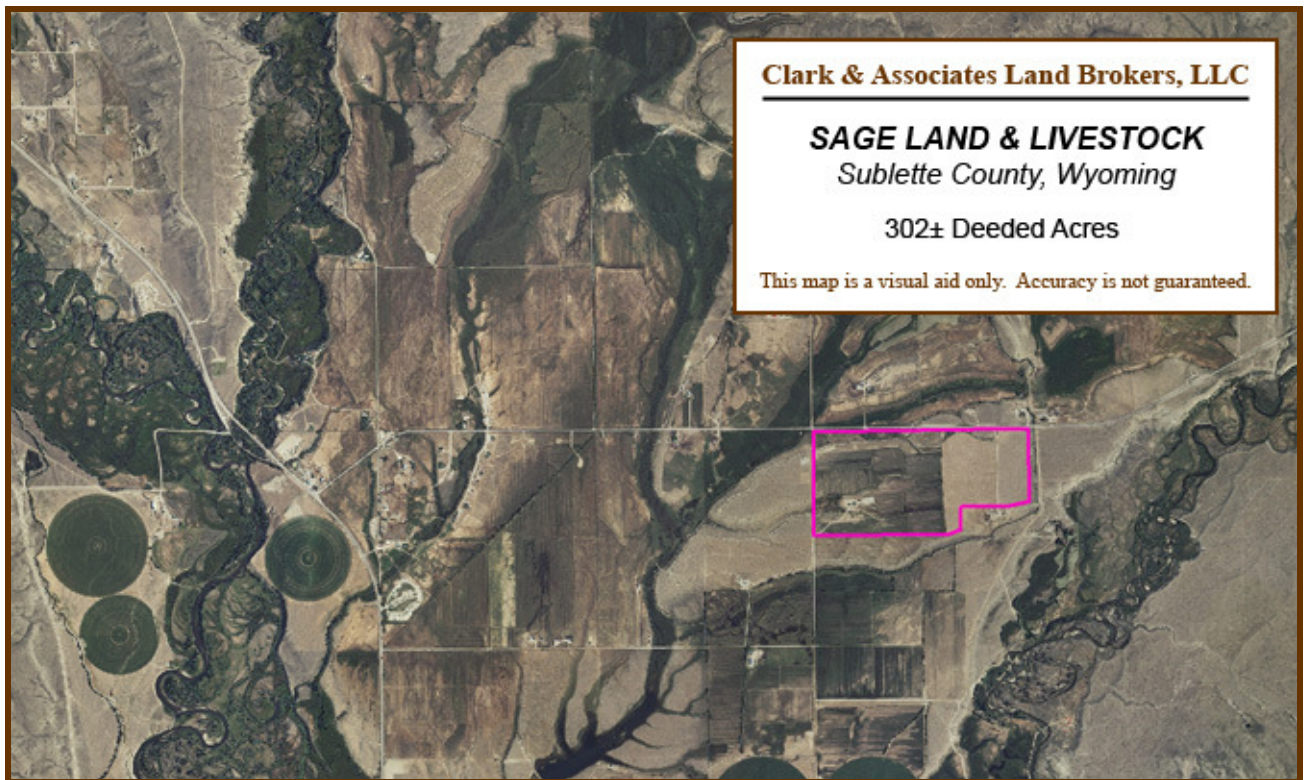 Clark & Associates Land Brokers, LLC
SAGE LAND & LIVESTOCK
Sublette County, Wyoming
302± Deeded Acres
This map is a visual aid only. Accuracy is not guaranteed.